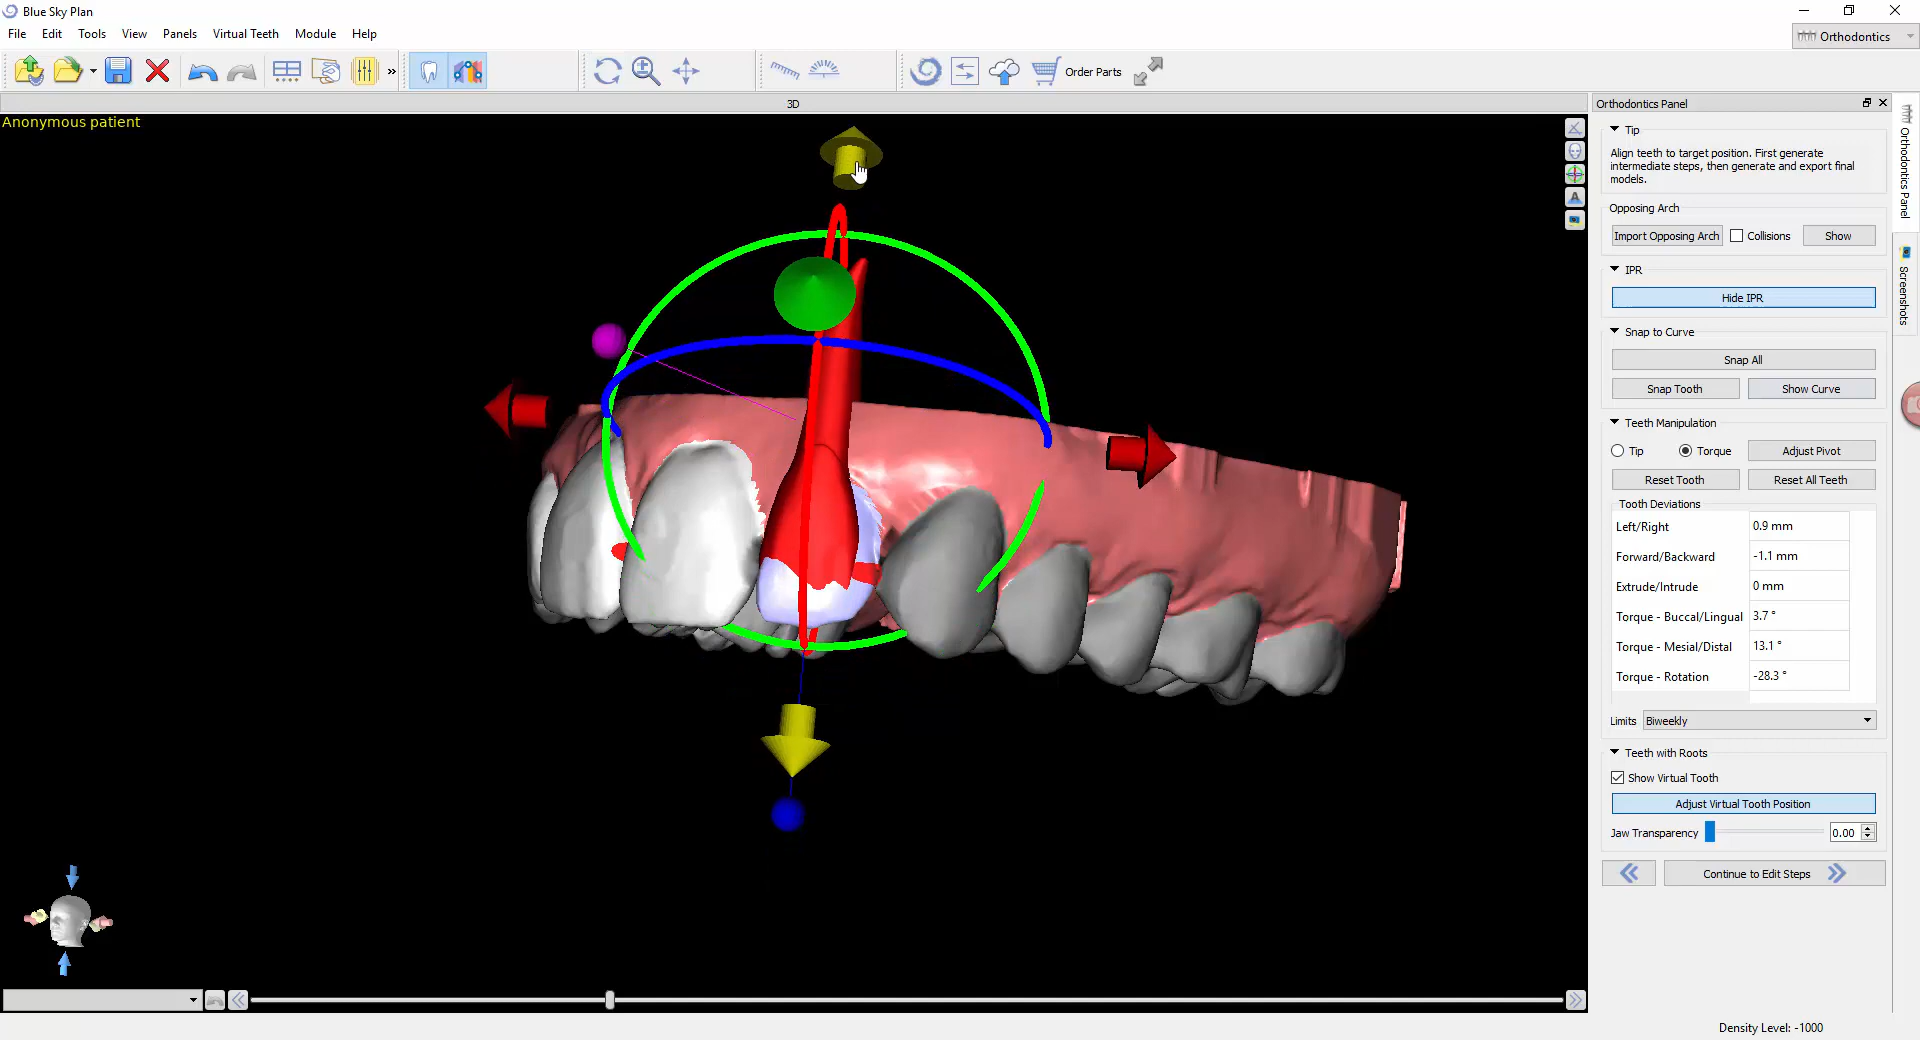 Blue Sky Plan
File Edit Tools View Panels Virtual Teeth Module Help
Orthodontics
»
Order Parts
3D
Orthodontics Panel
Anonymous patient
Tip
Align teeth to target position. First generate
intermediate steps, then generate and export final
models.
Opposing Arch
Import Opposing Arch Collisions Show
IPR
Hide IPR
Snap to Curve
Snap All
Snap Tooth Show Curve
Teeth Manipulation
Tip Torque Adjust Pivot
Reset Tooth Reset All Teeth
Tooth Deviations
Left/Right 0.9 mm
Forward/Backward -1.1 mm
Extrude/Intrude 0 mm
Torque - Buccal/Lingual 3.7 °
Torque - Mesial/Distal 13.1 °
Torque - Rotation -28.3 °
Limits Biweekly
Teeth with Roots
Show Virtual Tooth
Adjust Virtual Tooth Position
Jaw Transparency 0.00
Continue to Edit Steps
Orthodontics Panel
Screenshots
Density Level: -1000